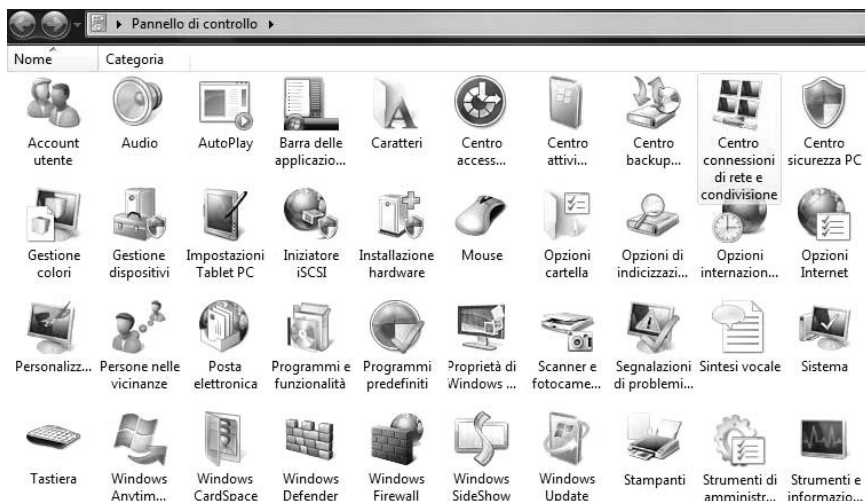 Pannello di controllo
Nome Categoria
Account utente
Audio
AutoPlay
Barra delle applicazio...
Caratteri
Centro access...
Centro attivi...
Centro backup...
Centro connessioni di rete e condivisione
Centro sicurezza PC
Gestione colori
Gestione dispositivi
Impostazioni Tablet PC
Iniziatore iSCSI
Installazione hardware
Mouse
Opzioni cartella
Opzioni di indicizzazi...
Opzioni internazion...
Opzioni Internet
Personalizz...
Persone nelle vicinanze
Posta elettronica
Programmi e funzionalità
Programmi predefiniti
Proprietà di Windows ...
Scanner e fotocame...
Segnalazioni di problemi...
Sintesi vocale
Sistema
Tastiera
Windows Anytim...
Windows CardSpace
Windows Defender
Windows Firewall
Windows SideShow
Windows Update
Stampanti
Strumenti di amministr...
Strumenti e informazio...